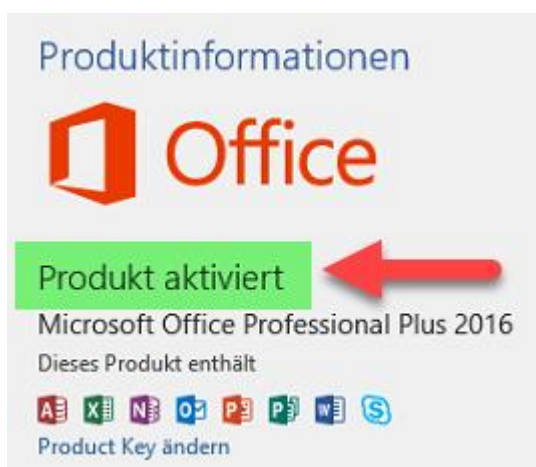 Produktinformationen
Office
Produkt aktiviert
Microsoft Office Professional Plus 2016
Dieses Produkt enthält
Product Key ändern